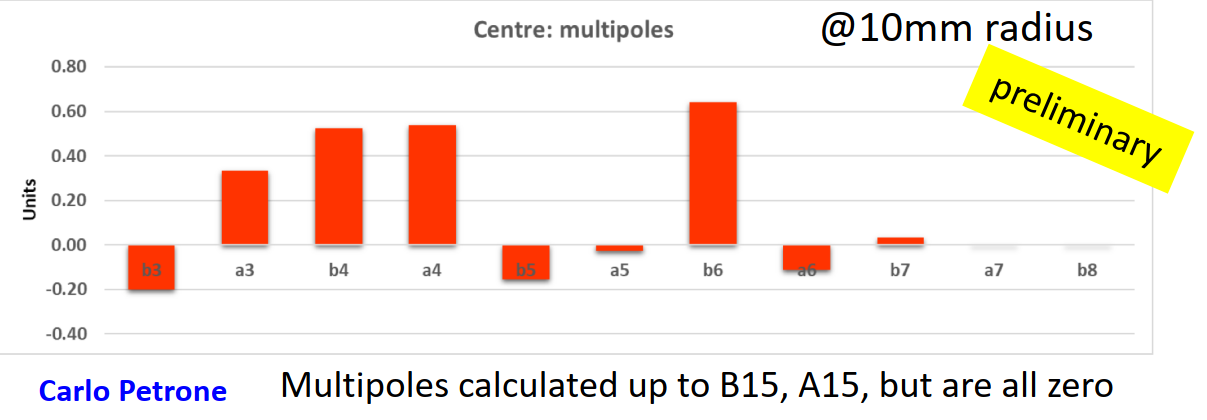 Centre: multipoles
@10mm radius
preliminary
0.80
0.60
0.40
0.20
0.00
-0.20
-0.40
Units
b3 a3 b4 a4 b5 a5 b6 a6 b7 a7 b8
Carlo Petrone
Multipoles calculated up to B15, A15, but are all zero